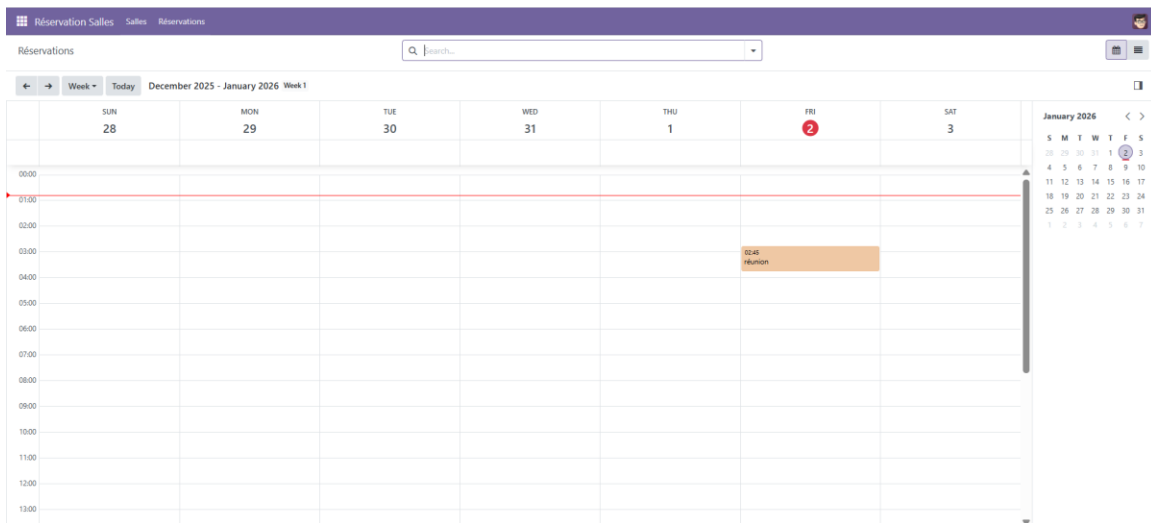 Réservation Salles Salles Réservations
Réservations
Search...
Week Today December 2025 - January 2026 Week 1
SUN MON TUE WED THU FRI SAT
28 29 30 31 1 2 3
00:00
01:00
02:00
03:00
04:00
05:00
06:00
07:00
08:00
09:00
10:00
11:00
12:00
13:00
02:45
réunion
January 2026
S M T W T F S
28 29 30 31 1 2 3
4 5 6 7 8 9 10
11 12 13 14 15 16 17
18 19 20 21 22 23 24
25 26 27 28 29 30 31
1 2 3 4 5 6 7